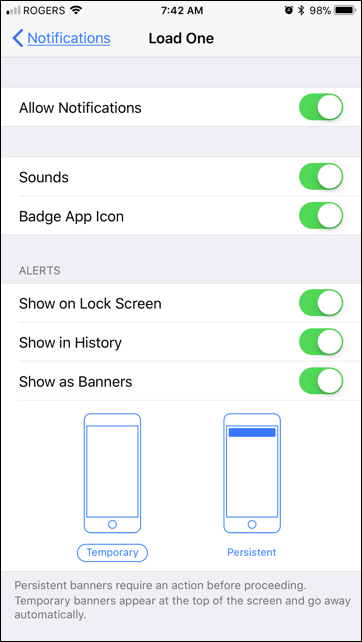 ROGERS 7:42 AM 98%
Notifications Load One
Allow Notifications
Sounds
Badge App Icon
ALERTS
Show on Lock Screen
Show in History
Show as Banners
Temporary Persistent
Persistent banners require an action before proceeding.
Temporary banners appear at the top of the screen and go away
automatically.